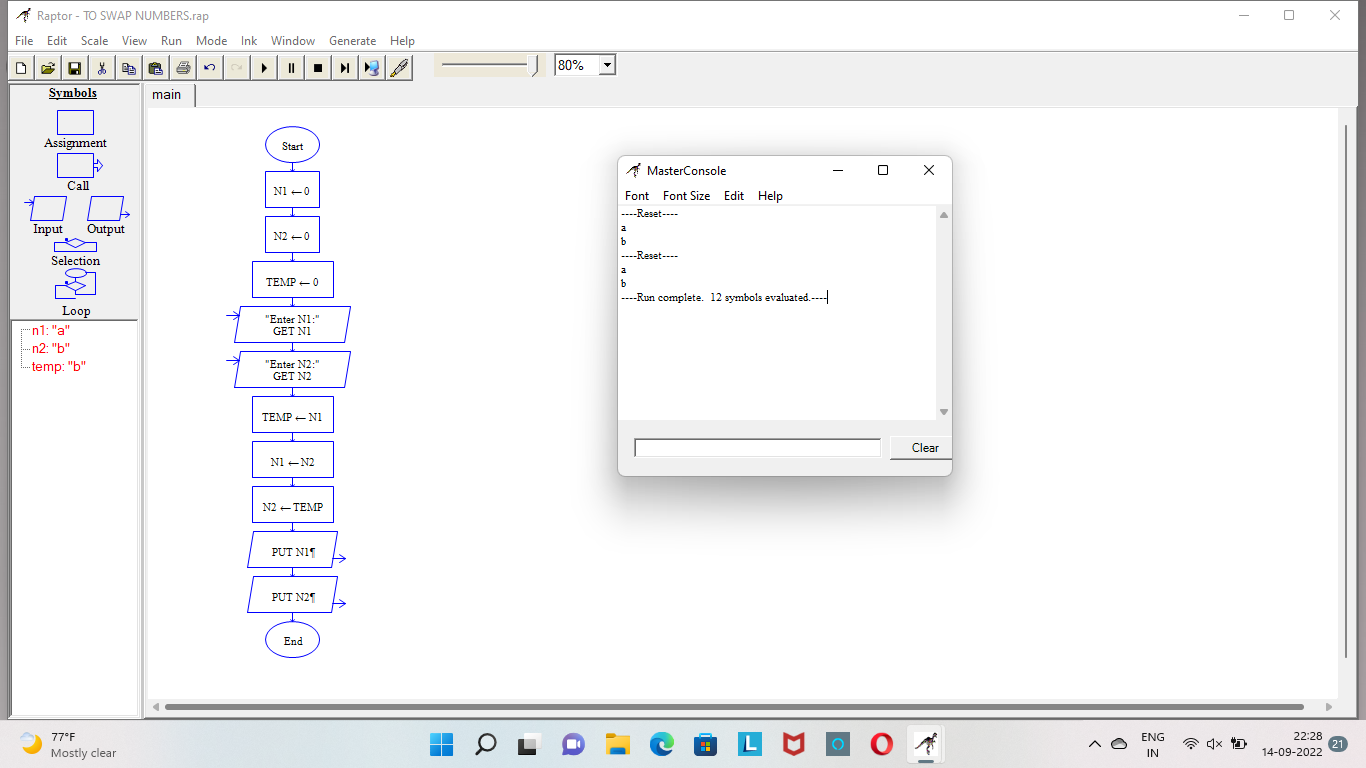 Raptor - TO SWAP NUMBERS.rap
File Edit Scale View Run Mode Ink Window Generate Help
80%
Symbols
Assignment
Call
Input Output
Selection
Loop
n1: "a"
n2: "b"
temp: "b"
main
Start
N1 ← 0
N2 ← 0
TEMP ← 0
"Enter N1:"
GET N1
"Enter N2:"
GET N2
TEMP ← N1
N1 ← N2
N2 ← TEMP
PUT N1¶
PUT N2¶
End
MasterConsole
Font Font Size Edit Help
----Reset----
a
b
----Reset----
a
b
----Run complete.  12 symbols evaluated.----
Clear
77°F
Mostly clear
L
ENG
IN
22:28
14-09-2022
21